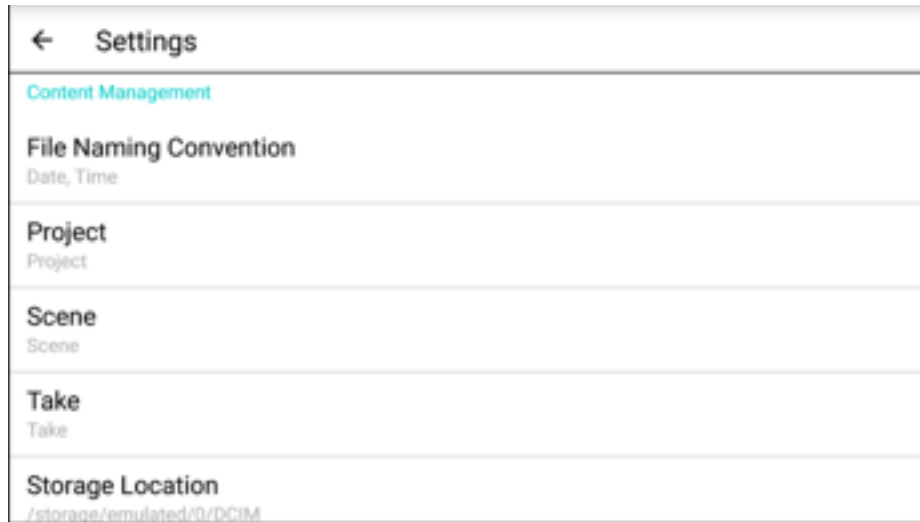 Settings
Content Management
File Naming Convention
Date, Time
Project
Project
Scene
Scene
Take
Take
Storage Location
/storage/emulated/0/DCIM